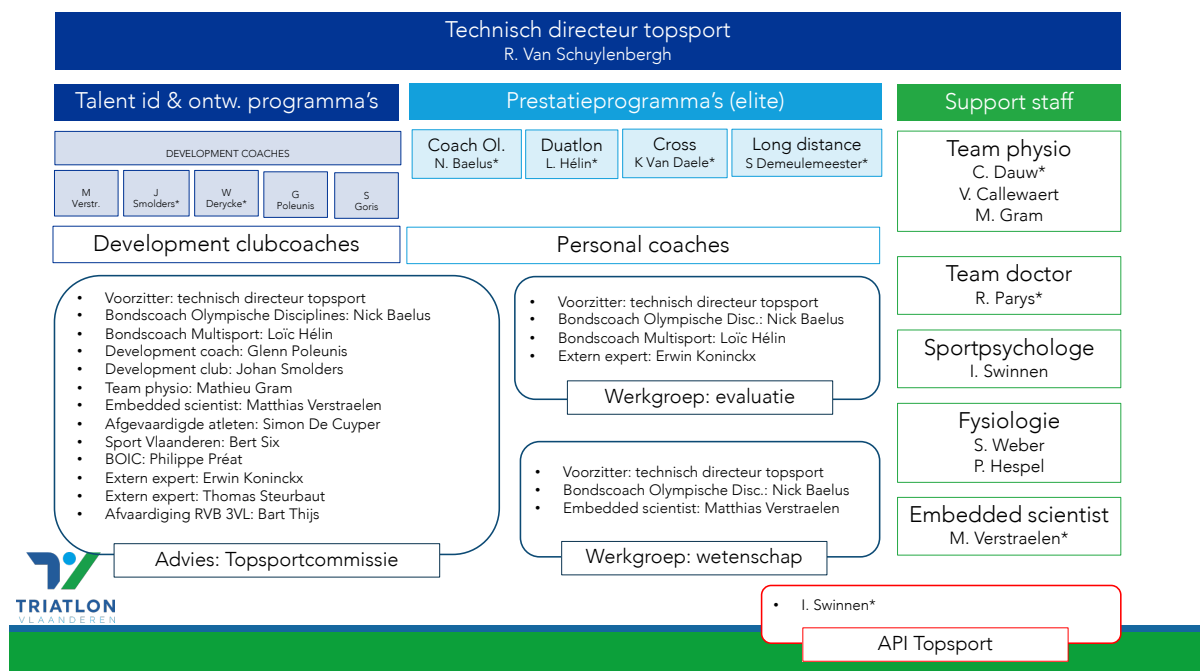 Technisch directeur topsport
R. Van Schuylenbergh
Talent id & ontw. programma's
DEVELOPMENT COACHES
M
Verstr.
J
Smolders*
W
Derycke*
G
Poleunis
S
Goris
Development clubcoaches
Prestatieprogramma's (elite)
Coach Ol.
N. Baelus*
Duatlon
L. Hélin*
Cross
K Van Daele*
Long distance
S Demeulemeester*
Personal coaches
Support staff
Team physio
C. Dauw*
V. Callewaert
M. Gram
Team doctor
R. Parys*
Sportpsychologe
I. Swinnen
Fysiologie
S. Weber
P. Hespel
Embedded scientist
M. Verstraelen*
• Voorzitter: technisch directeur topsport
• Bondscoach Olympische Disciplines: Nick Baelus
• Bondscoach Multisport: Loïc Hélin
• Development coach: Glenn Poleunis
• Development club: Johan Smolders
• Team physio: Mathieu Gram
• Embedded scientist: Matthias Verstraelen
• Afgevaardigde atleten: Simon De Cuyper
• Sport Vlaanderen: Bert Six
• BOIC: Philippe Préat
• Extern expert: Erwin Koninckx
• Extern expert: Thomas Steurbaut
• Afvaardiging RVB 3VL: Bart Thijs
Advies: Topsportcommissie
• Voorzitter: technisch directeur topsport
• Bondscoach Olympische Disc.: Nick Baelus
• Bondscoach Multisport: Loïc Hélin
• Extern expert: Erwin Koninckx
Werkgroep: evaluatie
• Voorzitter: technisch directeur topsport
• Bondscoach Olympische Disc.: Nick Baelus
• Embedded scientist: Matthias Verstraelen
Werkgroep: wetenschap
• I. Swinnen*
API Topsport
TRIATLON
VLAANDEREN